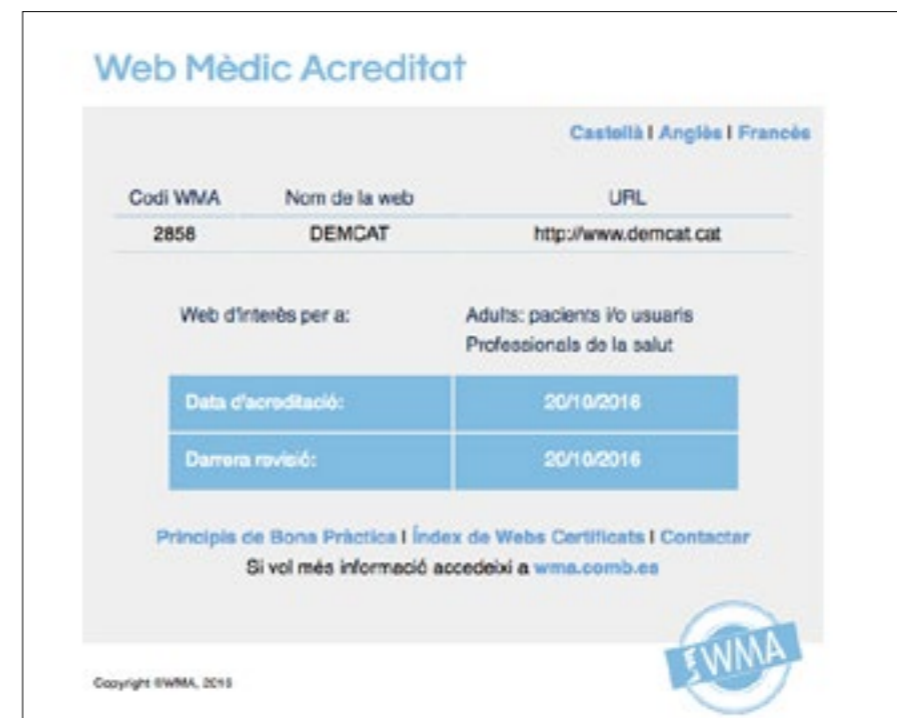 Web Mèdic Acreditat
Castellà | Anglès | Francès
Codi WMA Nom de la web URL
2858 DEMCAT http://www.demcat.cat
Web d'interès per a: Adults: pacients i/o usuaris
Professionals de la salut
Data d'acreditació: 20/10/2016
Darrera revisió: 20/10/2016
Principis de Bona Pràctica | Índex de Webs Certificats | Contactar
Si vol més informació accedeixi a wma.comb.es
WMA
Copyright ©WMA, 2016